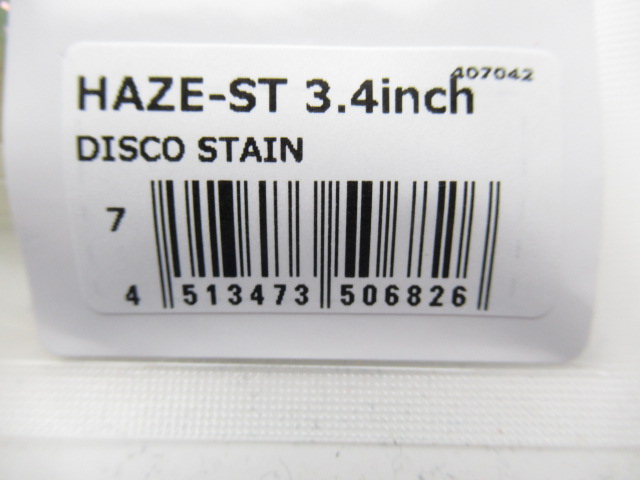 407042
HAZE-ST 3.4inch
DISCO STAIN
7
4 513473 506826